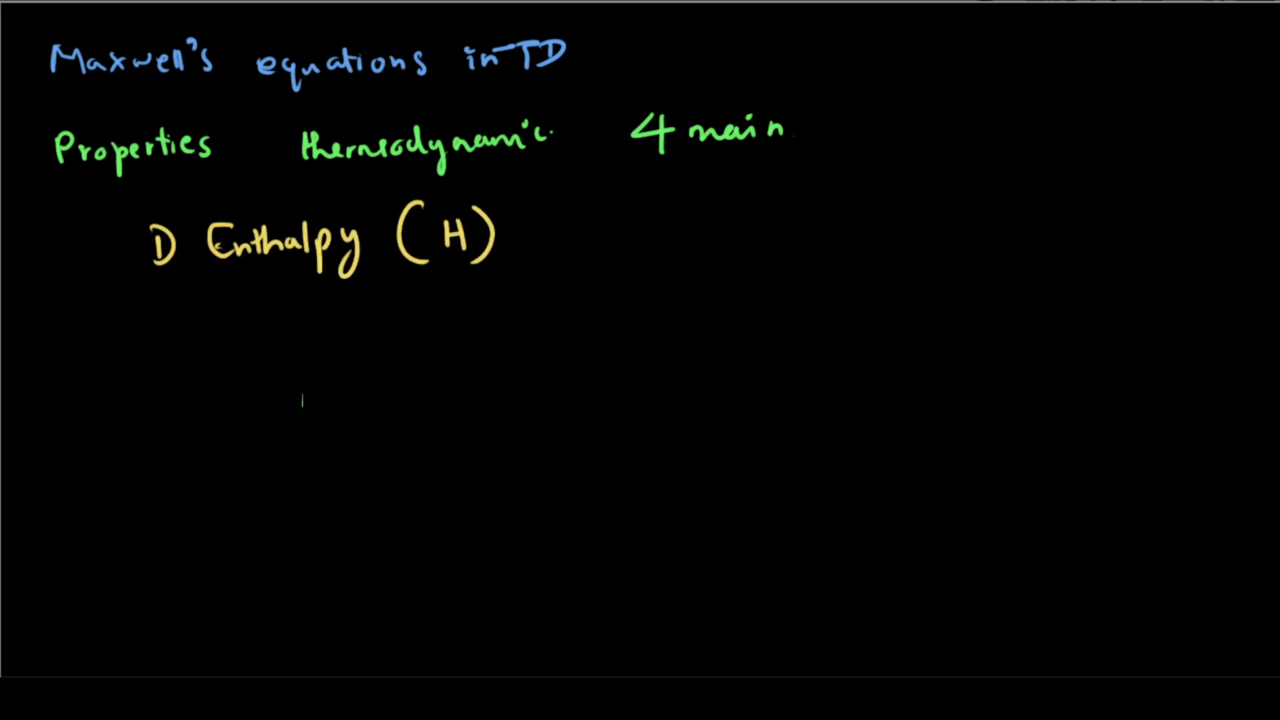 Maxwell's equations in TD
Properties thermodynamic. 4 main
1) Enthalpy (H)